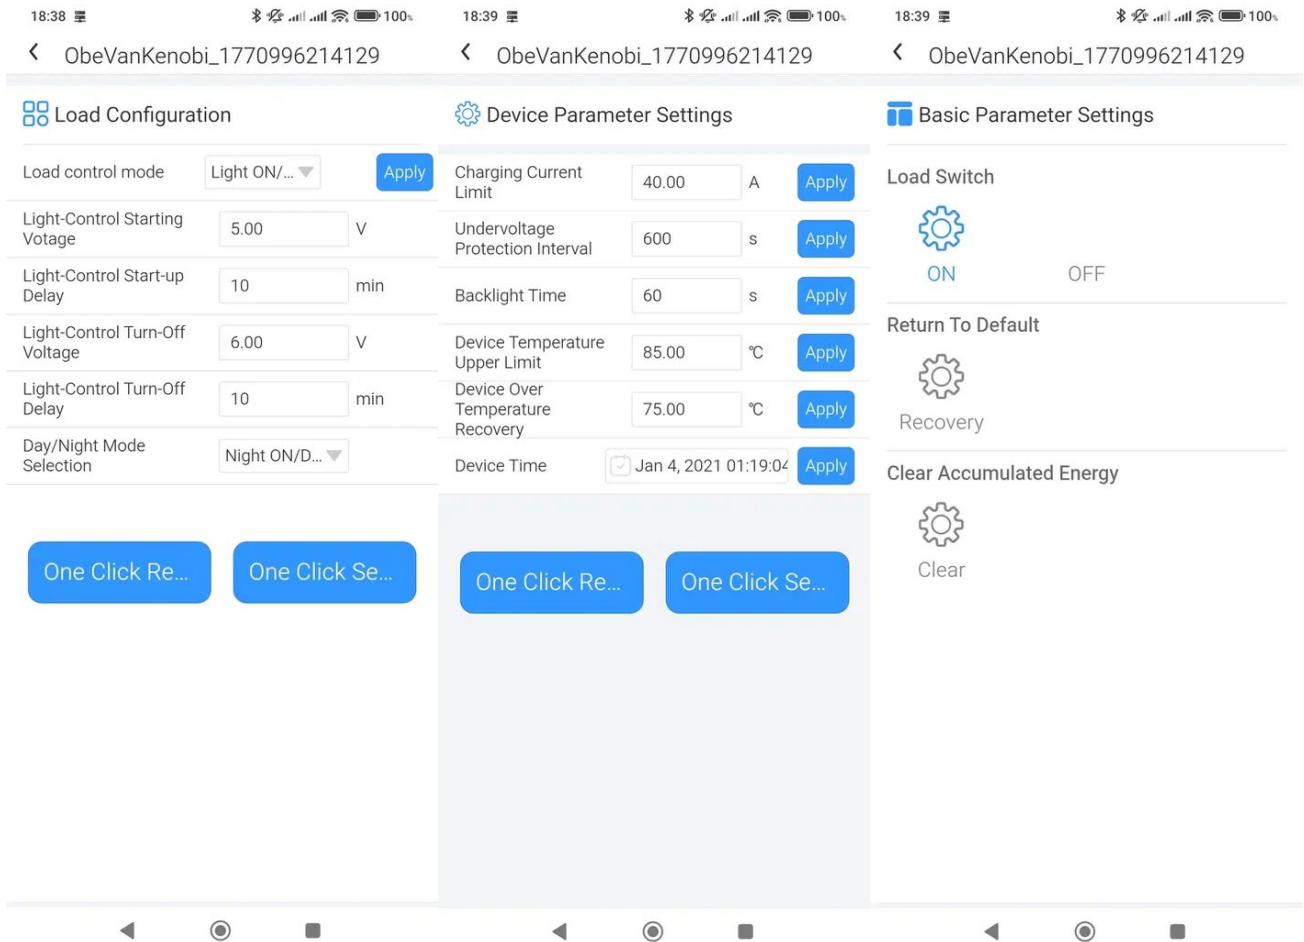 18:38 100%
ObeVanKenobi_1770996214129
Load Configuration
Load control mode Light ON/... Apply
Light-Control Starting
Votage
5.00 V
Light-Control Start-up
Delay
10 min
Light-Control Turn-Off
Voltage
6.00 V
Light-Control Turn-Off
Delay
10 min
Day/Night Mode
Selection
Night ON/D...
One Click Re... One Click Se...
18:39 100%
ObeVanKenobi_1770996214129
Device Parameter Settings
Charging Current
Limit
40.00 A Apply
Undervoltage
Protection Interval
600 s Apply
Backlight Time 60 s Apply
Device Temperature
Upper Limit
85.00 ℃ Apply
Device Over
Temperature
Recovery
75.00 ℃ Apply
Device Time Jan 4, 2021 01:19:04 Apply
One Click Re... One Click Se...
18:39 100%
ObeVanKenobi_1770996214129
Basic Parameter Settings
Load Switch
ON OFF
Return To Default
Recovery
Clear Accumulated Energy
Clear